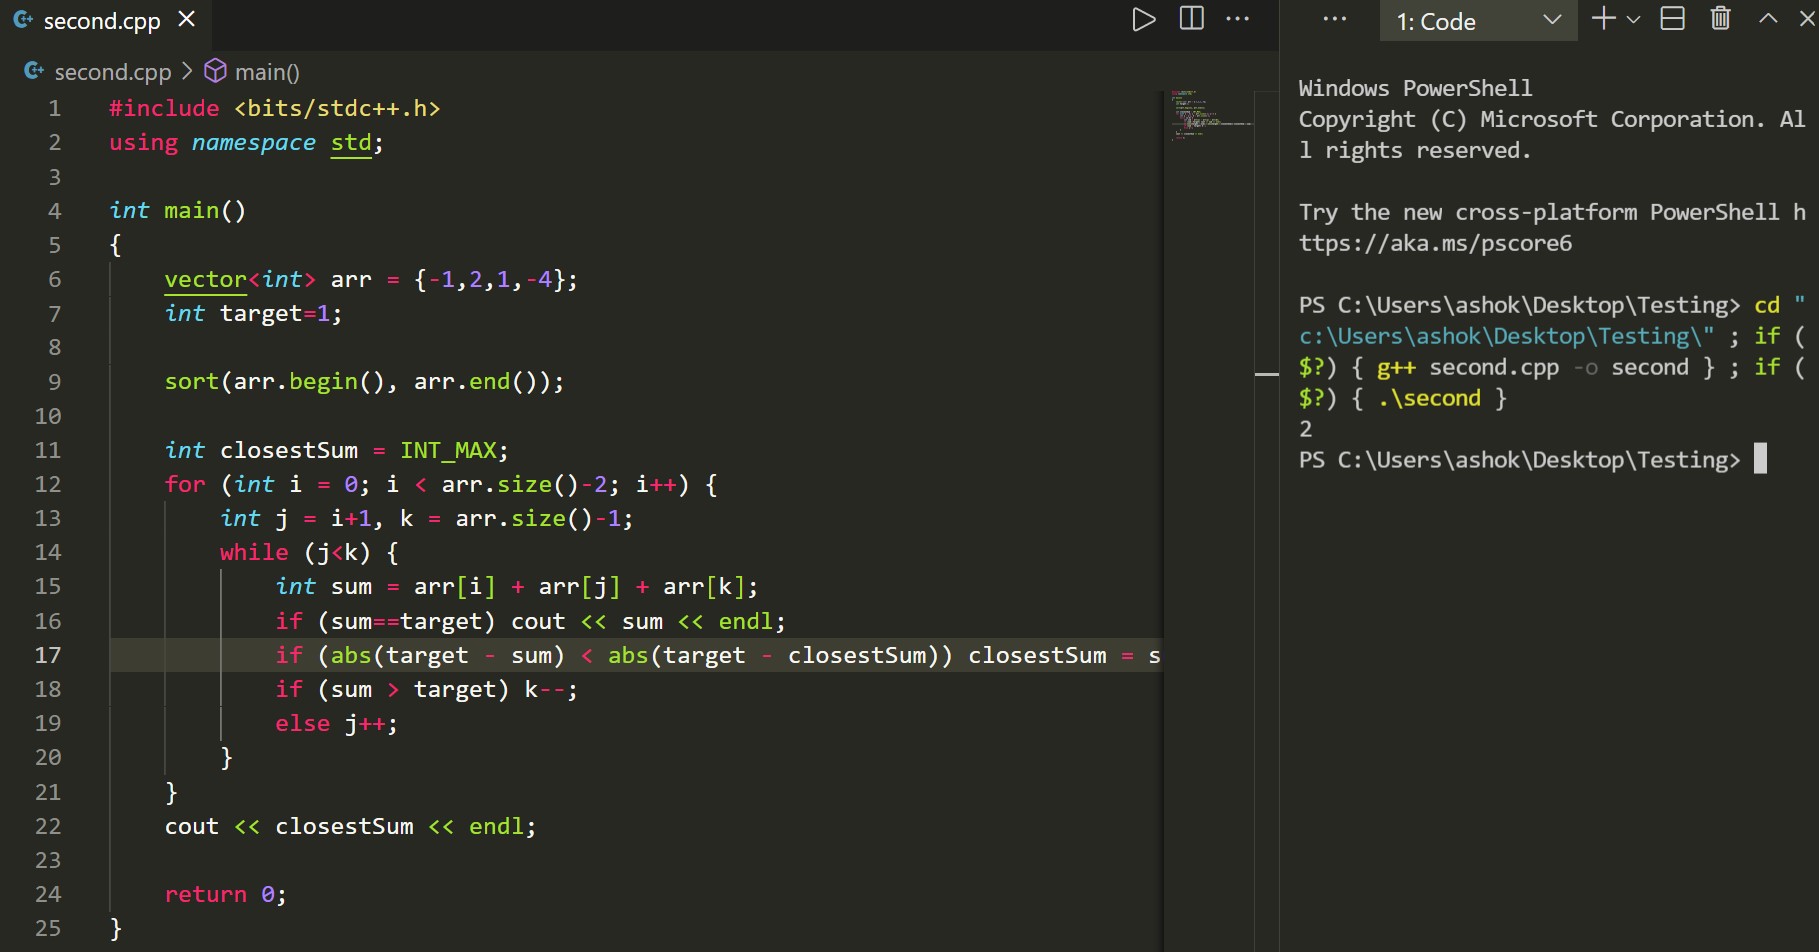 second.cpp
second.cpp > main()
1 #include <bits/stdc++.h>
2 using namespace std;
3
4 int main()
5 {
6 vector<int> arr = {-1,2,1,-4};
7 int target=1;
8
9 sort(arr.begin(), arr.end());
10
11 int closestSum = INT_MAX;
12 for (int i = 0; i < arr.size()-2; i++) {
13 int j = i+1, k = arr.size()-1;
14 while (j<k) {
15 int sum = arr[i] + arr[j] + arr[k];
16 if (sum==target) cout << sum << endl;
17 if (abs(target - sum) < abs(target - closestSum)) closestSum = s
18 if (sum > target) k--;
19 else j++;
20 }
21 }
22 cout << closestSum << endl;
23
24 return 0;
25 }
1: Code
Windows PowerShell
Copyright (C) Microsoft Corporation. Al
l rights reserved.
Try the new cross-platform PowerShell h
ttps://aka.ms/pscore6
PS C:\Users\ashok\Desktop\Testing> cd "
c:\Users\ashok\Desktop\Testing\" ; if (
$?) { g++ second.cpp -o second } ; if (
$?) { .\second }
2
PS C:\Users\ashok\Desktop\Testing>